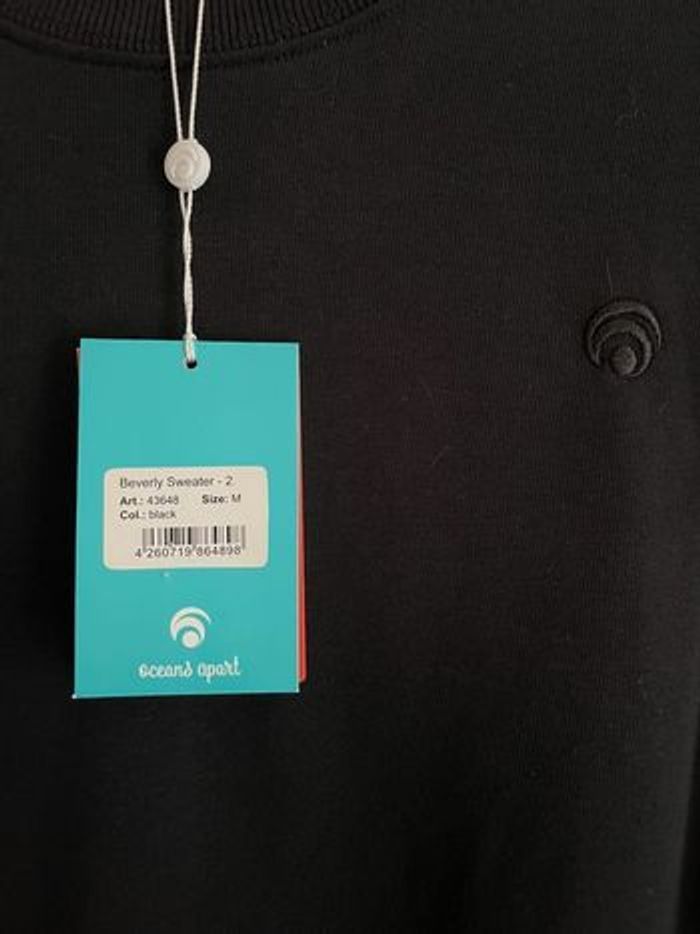 Beverly Sweater - 2
Art.: 43648 Size: M
Col.: black
4 260719 864898
oceans apart